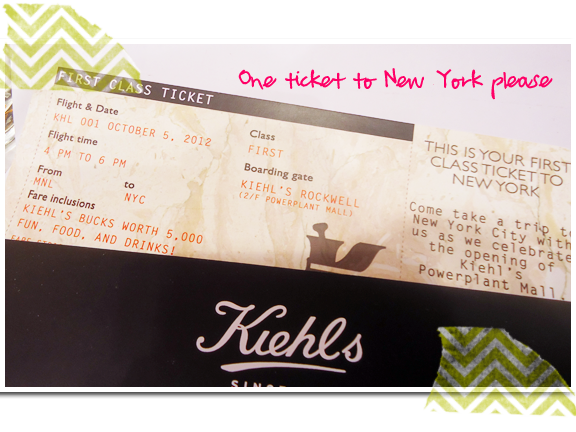 One ticket to New York please
FIRST CLASS TICKET
Flight & Date
KHL 001 OCTOBER 5, 2012
Flight time
4 PM TO 6 PM
From
to
MNL
NYC
Fare inclusions
KIEHL'S BUCKS WORTH 5,000
FUN, FOOD, AND DRINKS!
Class
FIRST
Boarding gate
KIEHL'S ROCKWELL
(2/F POWERPLANT MALL)
THIS IS YOUR FIRST
CLASS TICKET TO
NEW YORK
Come take a trip to
New York City with
us as we celebrate
the opening of
Kiehl's
Powerplant Mall.
Kiehl's